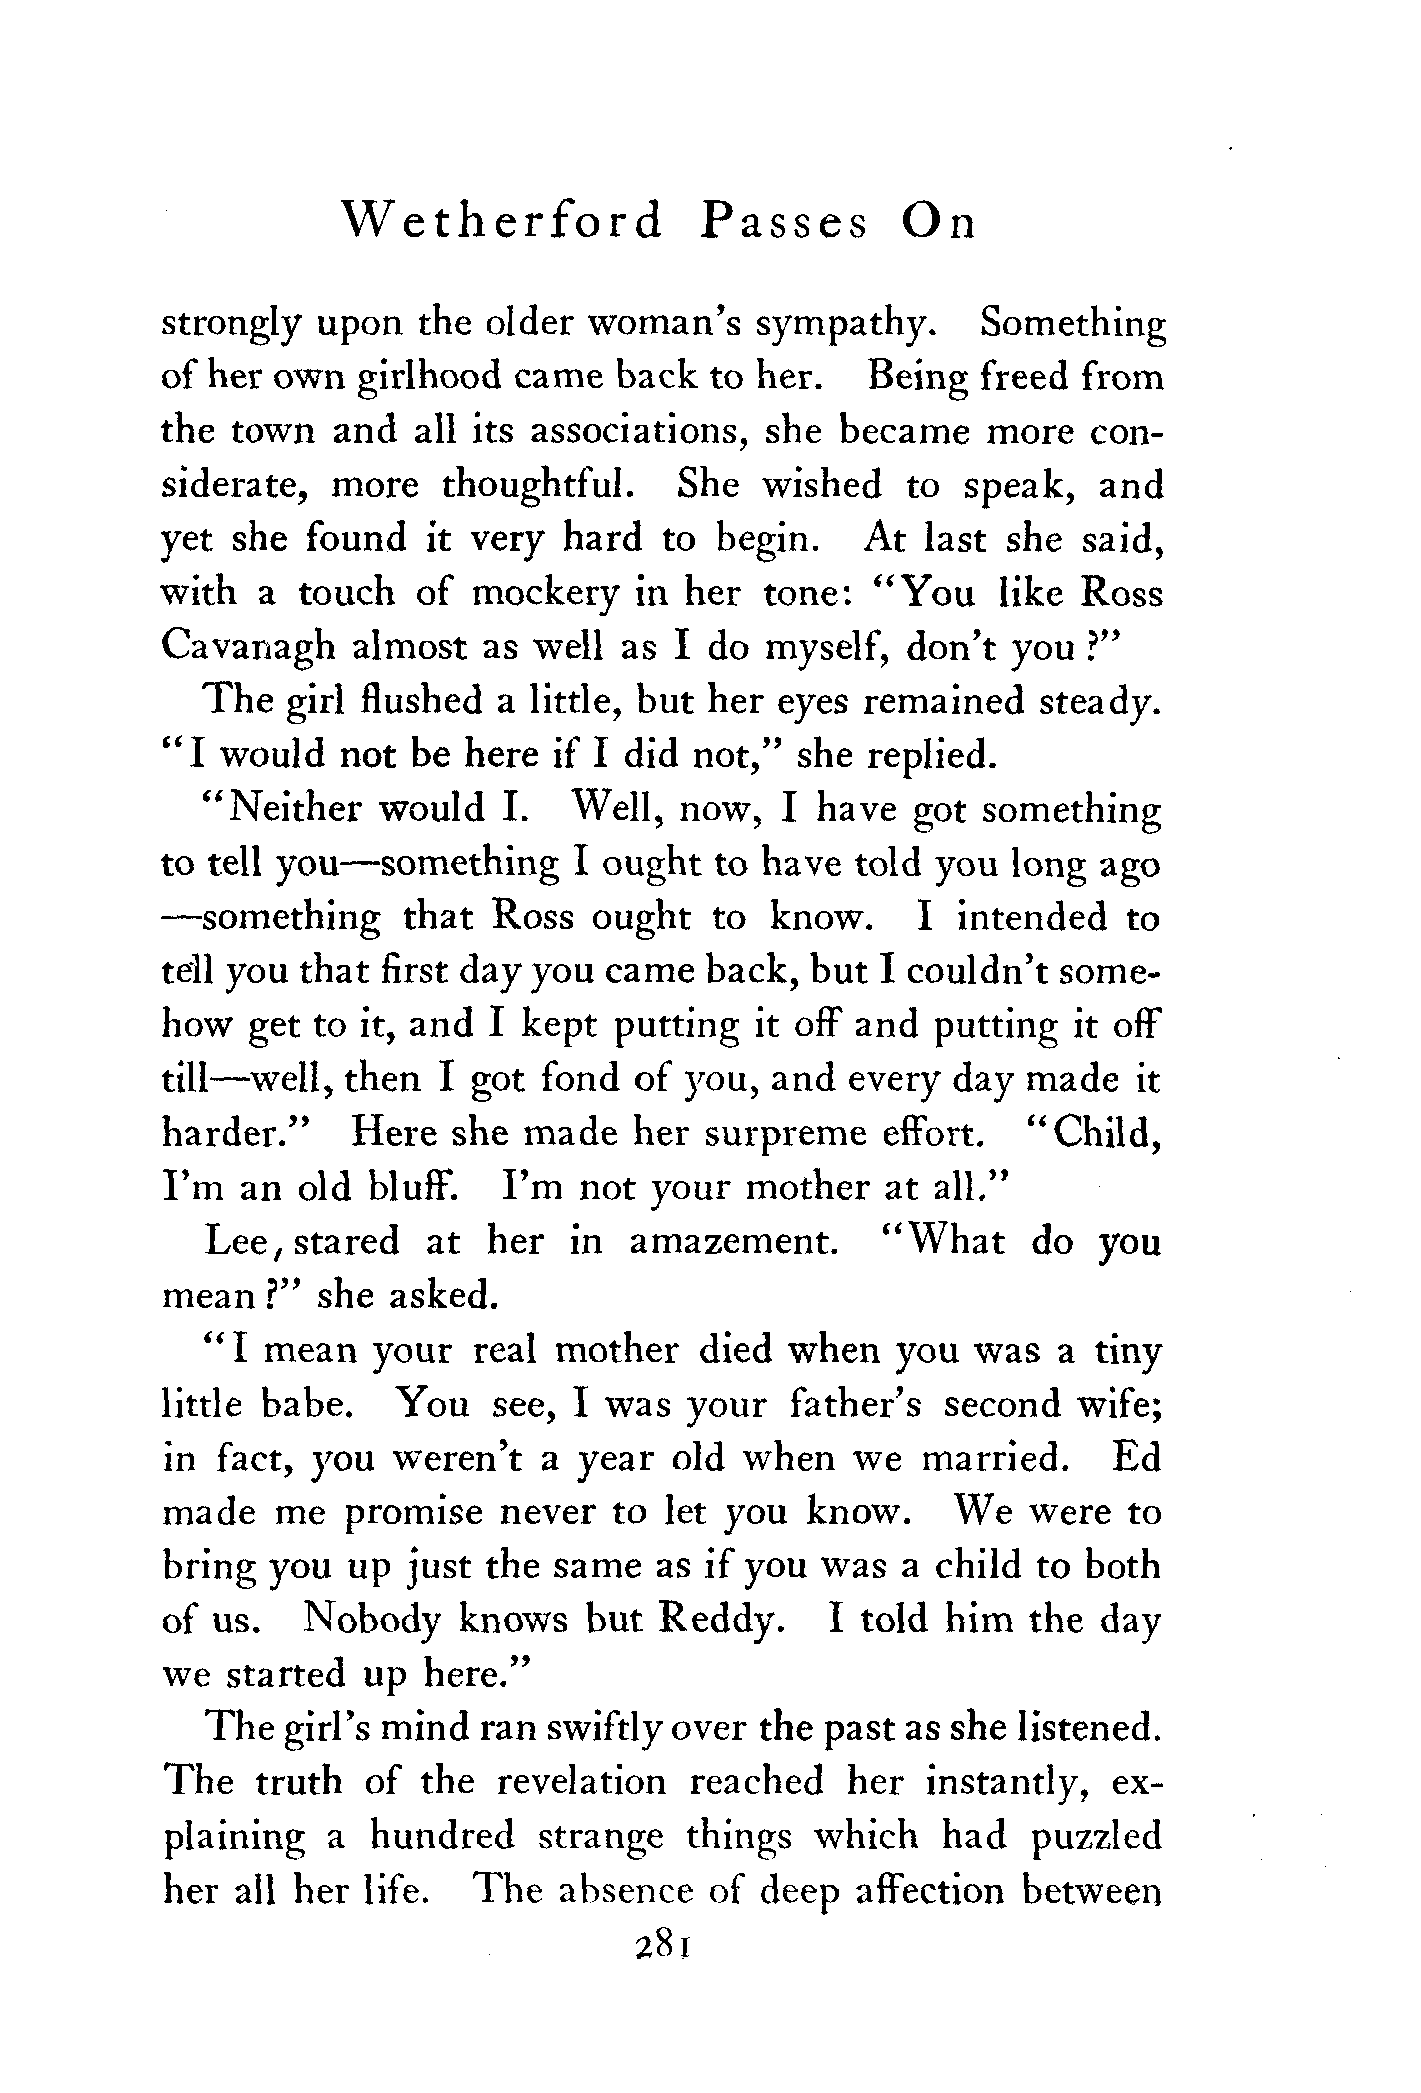 Wetherford Passes On
strongly upon the older woman's sympathy. Something
of her own girlhood came back to her. Being freed from
the town and all its associations, she became more con-
siderate, more thoughtful. She wished to speak, and
yet she found it very hard to begin. At last she said,
with a touch of mockery in her tone: "You like Ross
Cavanagh almost as well as I do myself, don't you?"
The girl flushed a little, but her eyes remained steady.
"I would not be here if I did not," she replied.
"Neither would I. Well, now, I have got something
to tell you—something I ought to have told you long ago
—something that Ross ought to know. I intended to
tell you that first day you came back, but I couldn't some-
how get to it, and I kept putting it off and putting it off
till—well, then I got fond of you, and every day made it
harder." Here she made her surpreme effort. "Child,
I'm an old bluff. I'm not your mother at all."
Lee, stared at her in amazement. "What do you
mean?" she asked.
"I mean your real mother died when you was a tiny
little babe. You see, I was your father's second wife;
in fact, you weren't a year old when we married. Ed
made me promise never to let you know. We were to
bring you up just the same as if you was a child to both
of us. Nobody knows but Reddy. I told him the day
we started up here."
The girl's mind ran swiftly over the past as she listened.
The truth of the revelation reached her instantly, ex-
plaining a hundred strange things which had puzzled
her all her life. The absence of deep affection between
281